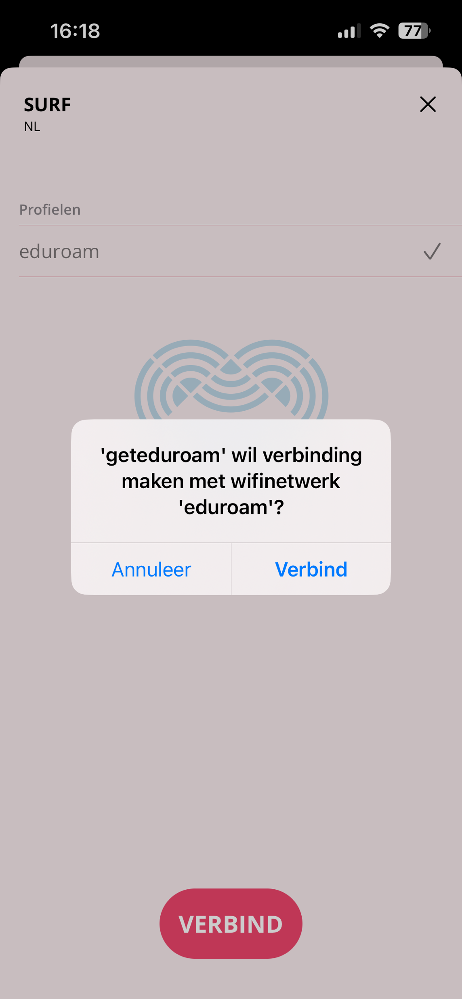 16:18
77
SURF
NL
Profielen
eduroam
'geteduroam' wil verbinding
maken met wifinetwerk
'eduroam'?
Annuleer
Verbind
VERBIND